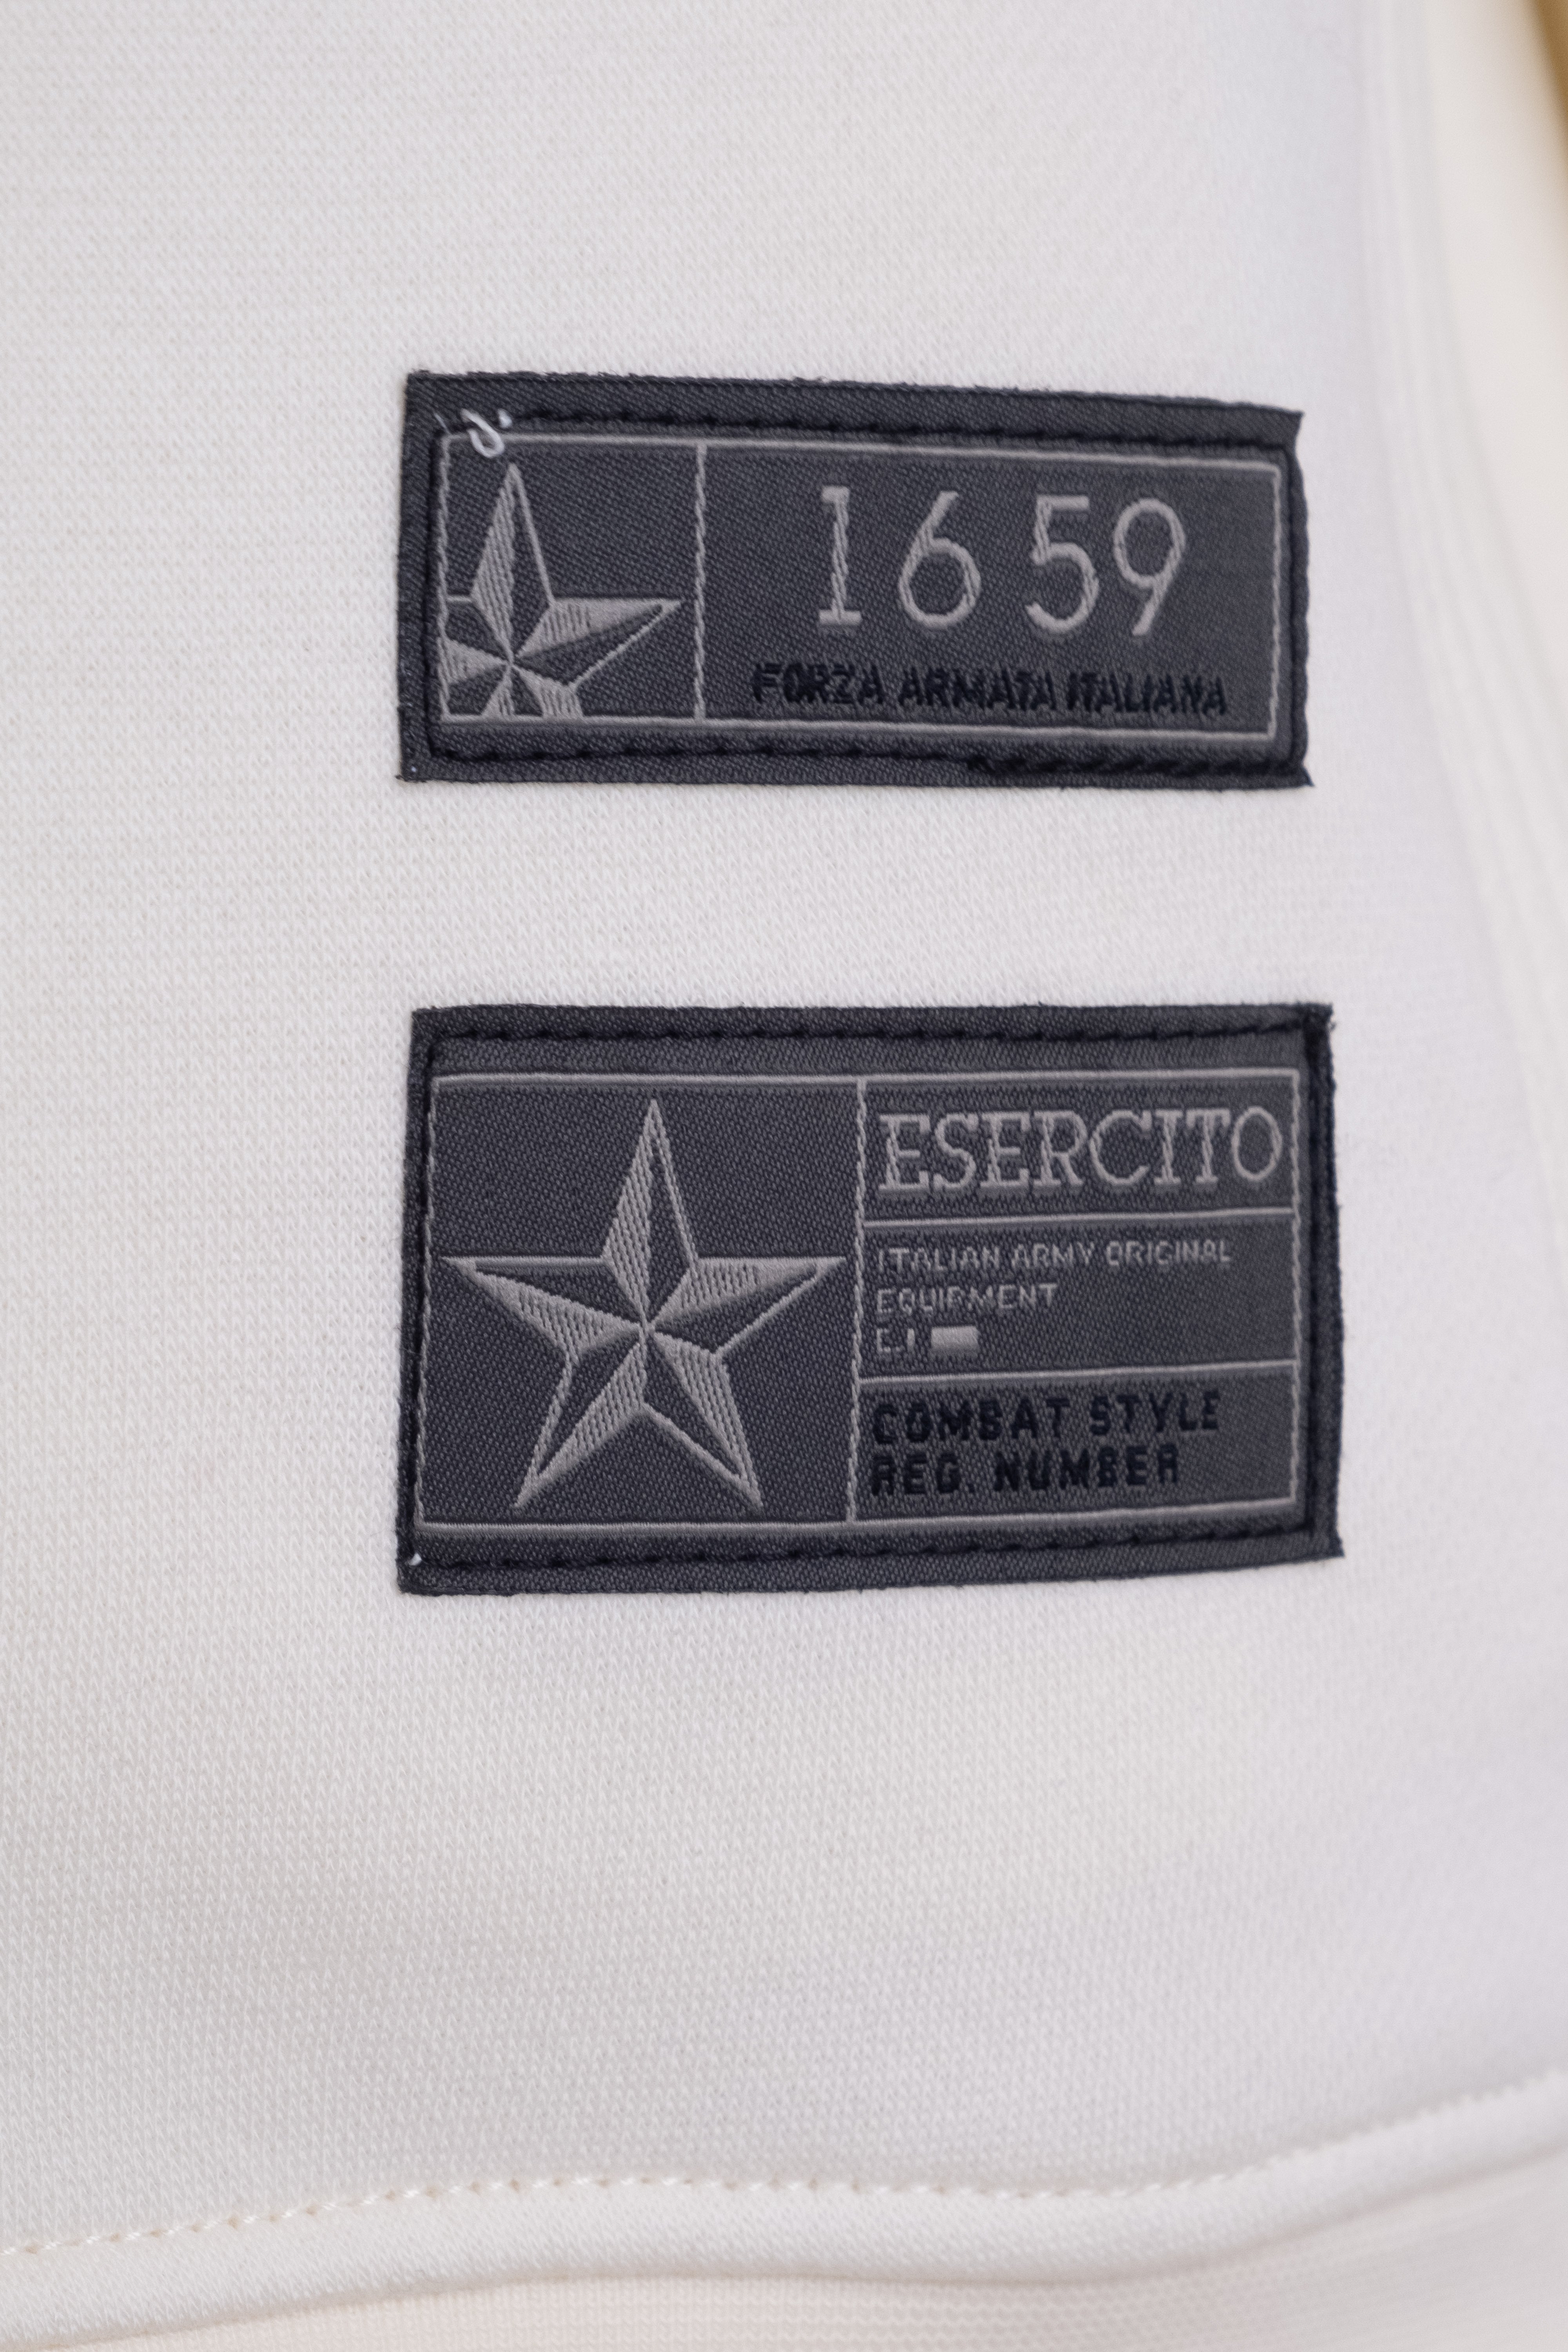 1659
FORZA ARMATA ITALIANA
ESERCITO
ITALIAN ARMY ORIGINAL
EQUIPMENT
E.I
COMBAT STYLE
REG. NUMBER